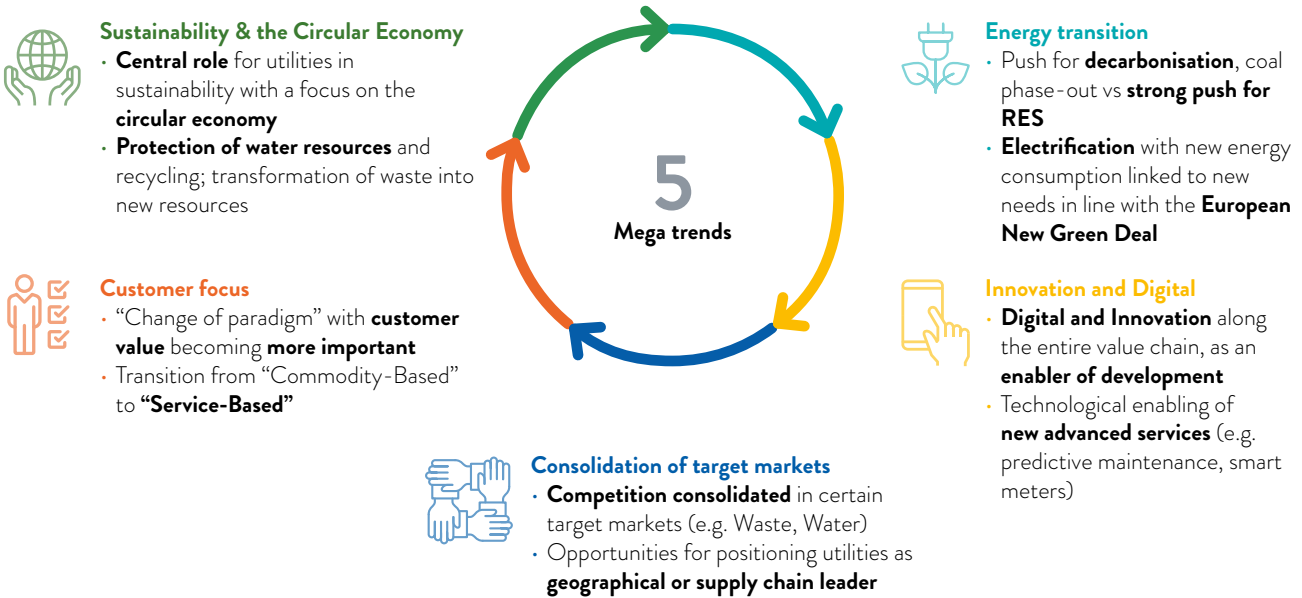 Sustainability & the Circular Economy
· Central role for utilities in
sustainability with a focus on the
circular economy
· Protection of water resources and
recycling; transformation of waste into
new resources
Energy transition
· Push for decarbonisation, coal
phase-out vs strong push for
RES
· Electrification with new energy
consumption linked to new
needs in line with the European
New Green Deal
5
Mega trends
Customer focus
· “Change of paradigm” with customer
value becoming more important
· Transition from “Commodity-Based”
to “Service-Based”
Innovation and Digital
· Digital and Innovation along
the entire value chain, as an
enabler of development
· Technological enabling of
new advanced services (e.g.
predictive maintenance, smart
meters)
Consolidation of target markets
· Competition consolidated in certain
target markets (e.g. Waste, Water)
· Opportunities for positioning utilities as
geographical or supply chain leader